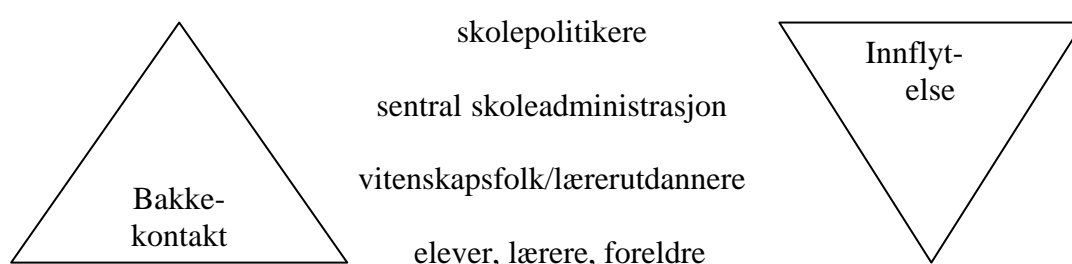 skolepolitikere
Innflyt-
else
sentral skoleadministrasjon
vitenskapsfolk/lærerutdannere
Bakke-
kontakt
elever, lærere, foreldre